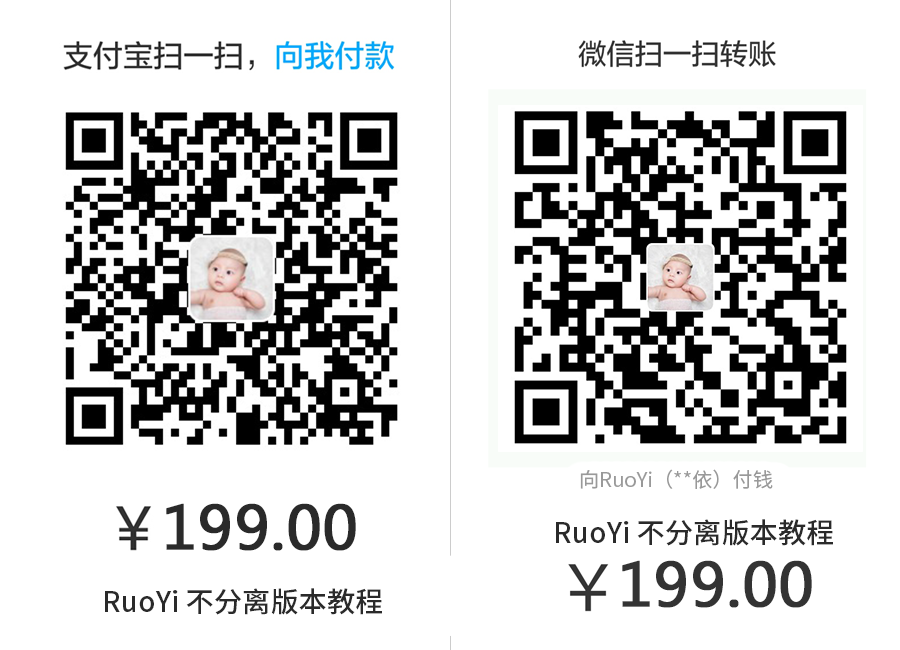 支付宝扫一扫，向我付款
￥199.00
RuoYi 不分离版本教程
微信扫一扫转账
向RuoYi（**依）付钱
RuoYi 不分离版本教程
￥199.00